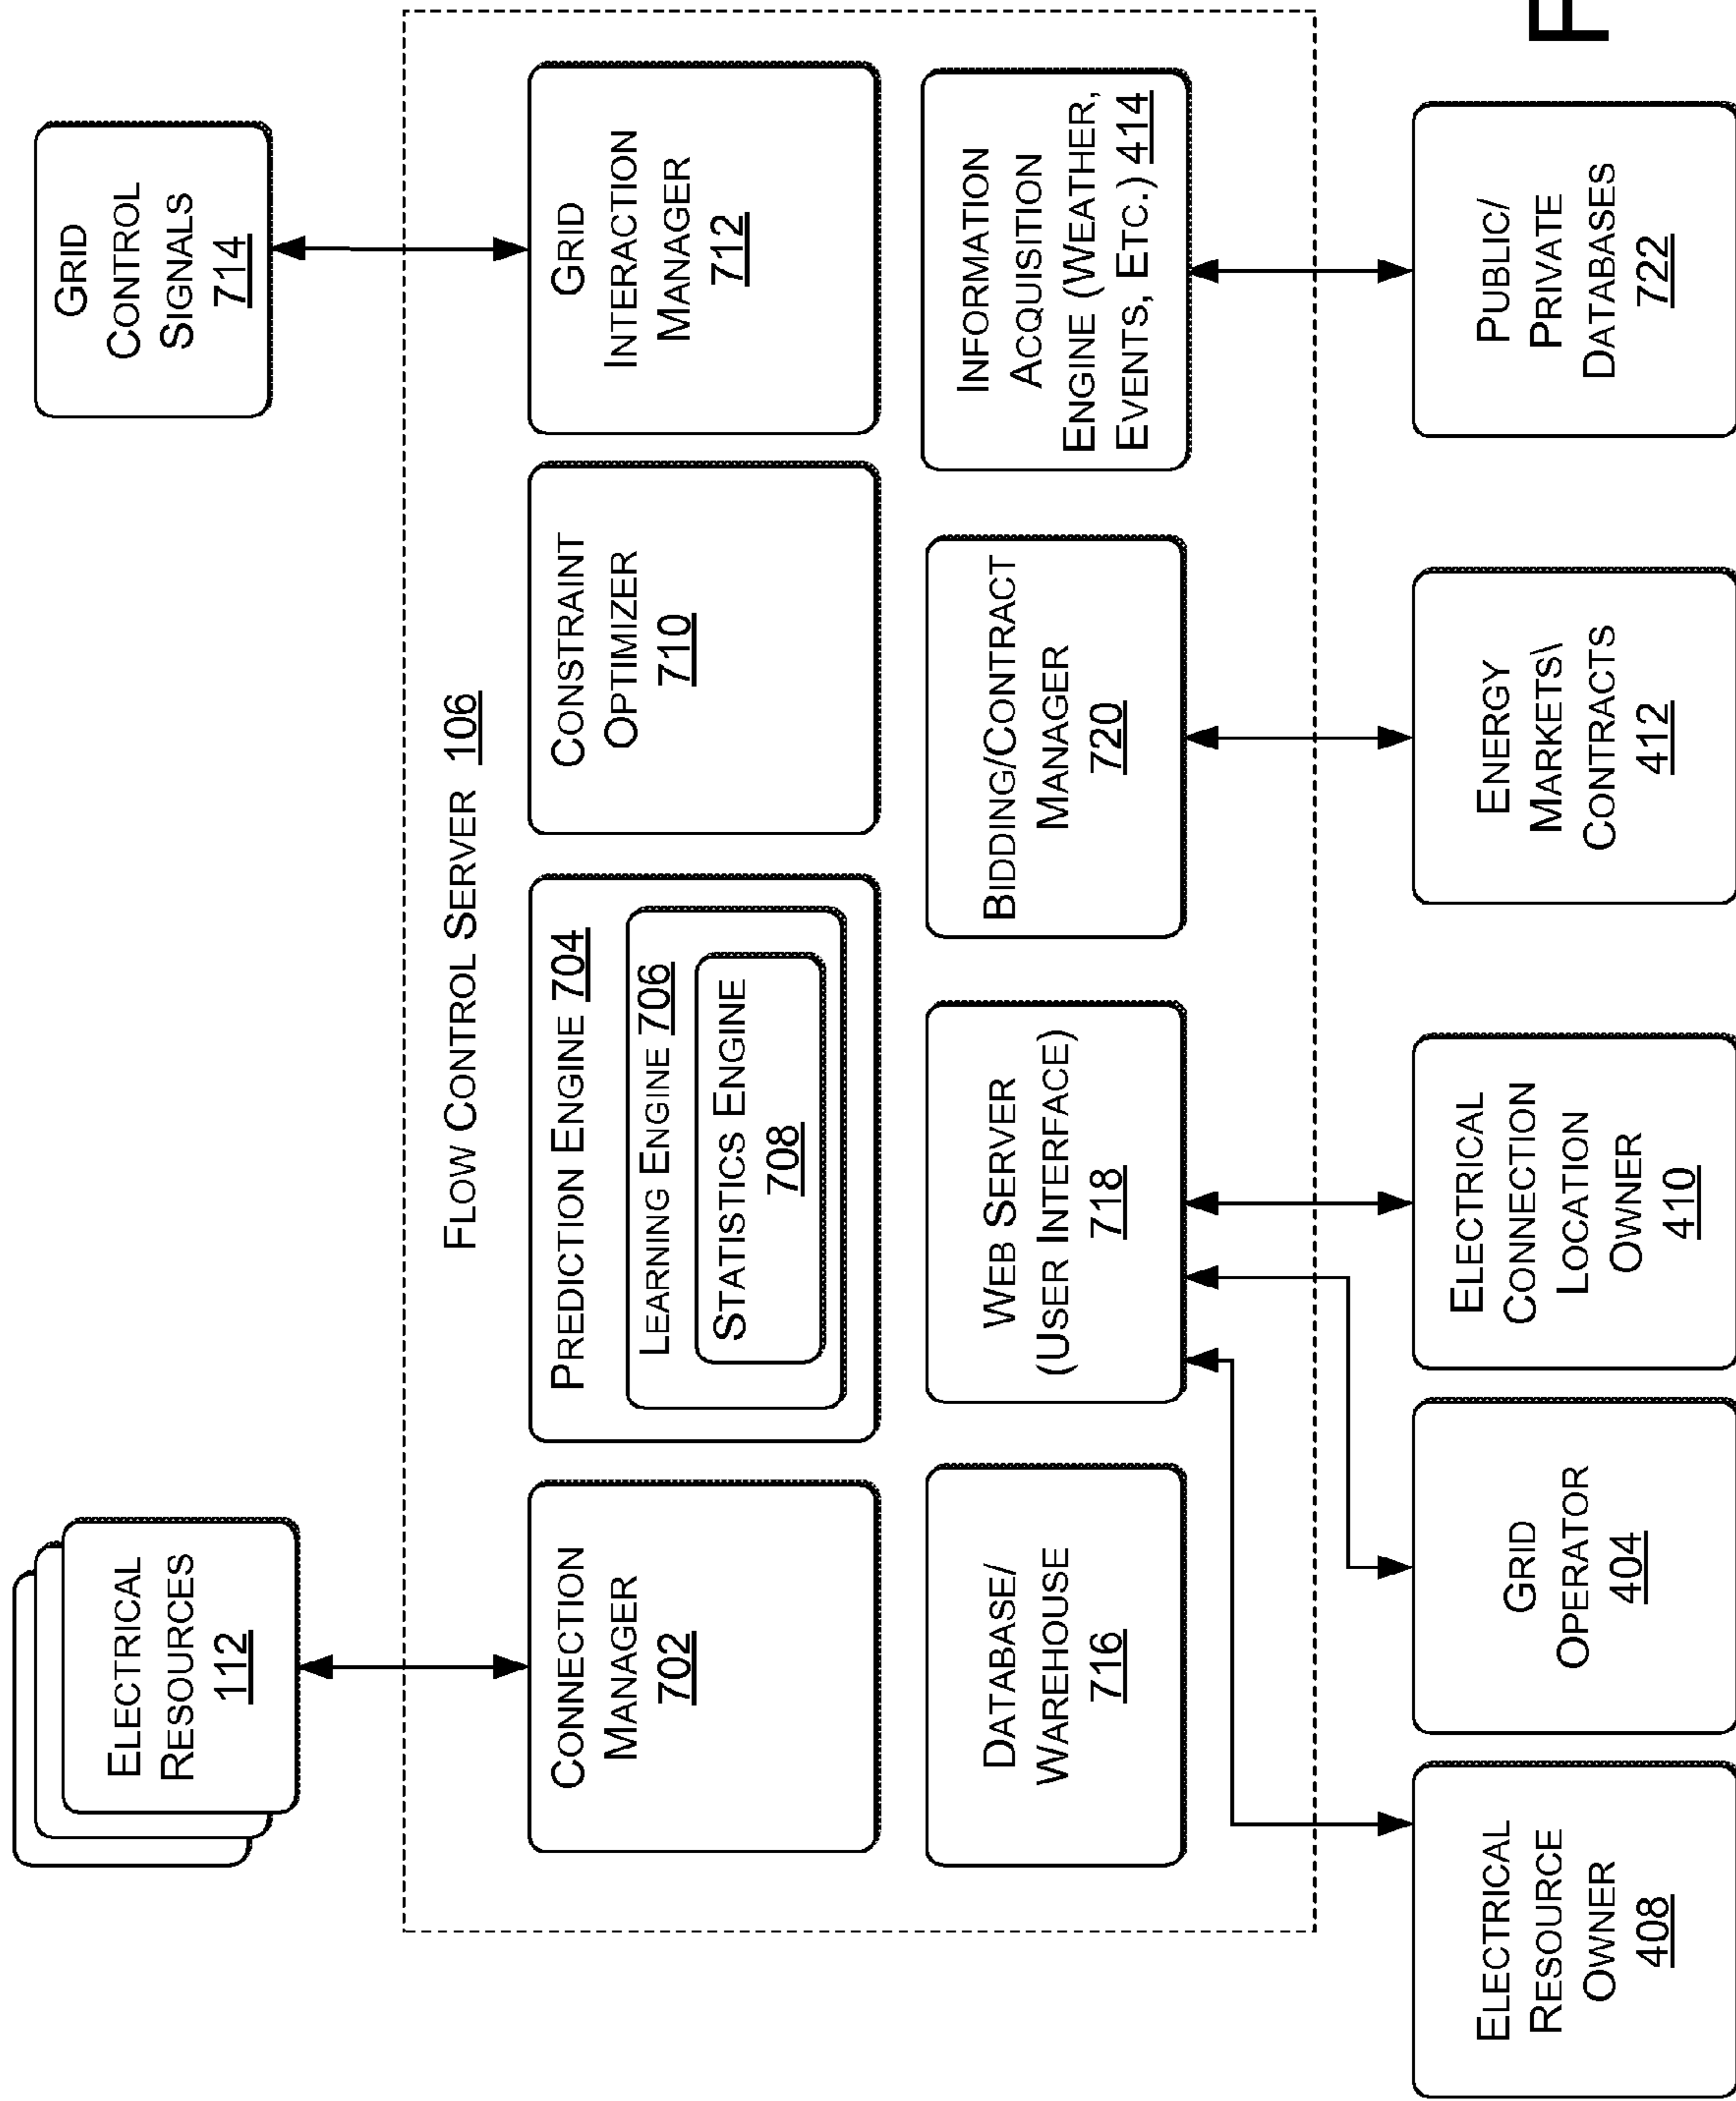 ELECTRICAL
RESOURCES
112
GRID
CONTROL
SIGNALS
714
FLOW CONTROL SERVER 106
CONNECTION
MANAGER
702
PREDICTION ENGINE 704
LEARNING ENGINE 706
STATISTICS ENGINE
708
CONSTRAINT
OPTIMIZER
710
GRID
INTERACTION
MANAGER
712
DATABASE/
WAREHOUSE
716
WEB SERVER
(USER INTERFACE)
718
BIDDING/CONTRACT
MANAGER
720
INFORMATION
ACQUISITION
ENGINE (WEATHER,
EVENTS, ETC.) 414
ELECTRICAL
RESOURCE
OWNER
408
GRID
OPERATOR
404
ELECTRICAL
CONNECTION
LOCATION
OWNER
410
ENERGY
MARKETS\
CONTRACTS
412
PUBLIC/
PRIVATE
DATABASES
722
F